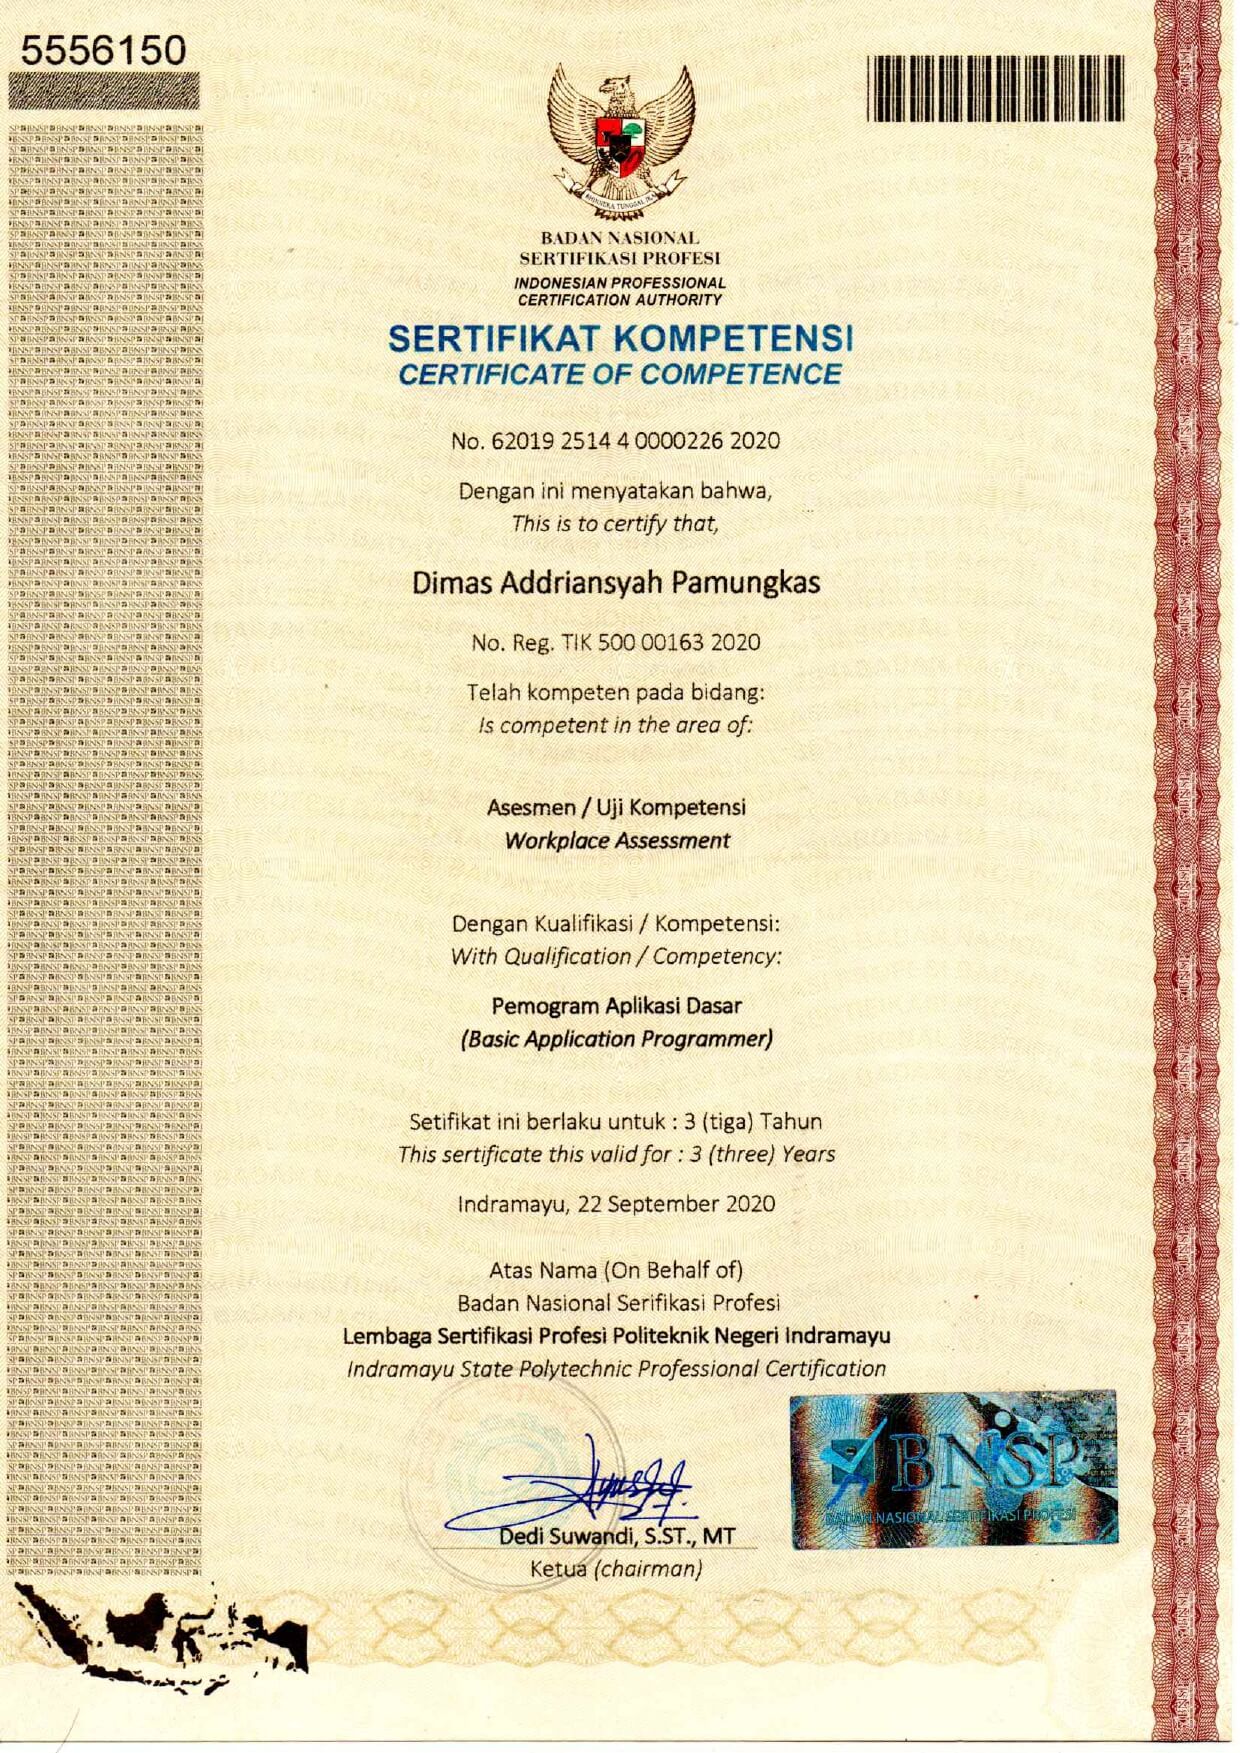 5556150
BHINNEKA TUNGGAL IKA
BADAN NASIONAL
SERTIFIKASI PROFESI
INDONESIAN PROFESSIONAL
CERTIFICATION AUTHORITY
SERTIFIKAT KOMPETENSI
CERTIFICATE OF COMPETENCE
No. 62019 2514 4 0000226 2020
Dengan ini menyatakan bahwa,
This is to certify that,
Dimas Addriansyah Pamungkas
No. Reg. TIK 500 00163 2020
Telah kompeten pada bidang:
Is competent in the area of:
Asesmen / Uji Kompetensi
Workplace Assessment
Dengan Kualifikasi / Kompetensi:
With Qualification / Competency:
Pemogram Aplikasi Dasar
(Basic Application Programmer)
Setifikat ini berlaku untuk : 3 (tiga) Tahun
This sertificate this valid for : 3 (three) Years
Indramayu, 22 September 2020
Atas Nama (On Behalf of)
Badan Nasional Serifikasi Profesi
Lembaga Sertifikasi Profesi Politeknik Negeri Indramayu
Indramayu State Polytechnic Professional Certification
BNSP
BADAN NASIONAL SERTIFIKASI PROFESI
Dedi Suwandi, S.ST., MT
Ketua (chairman)